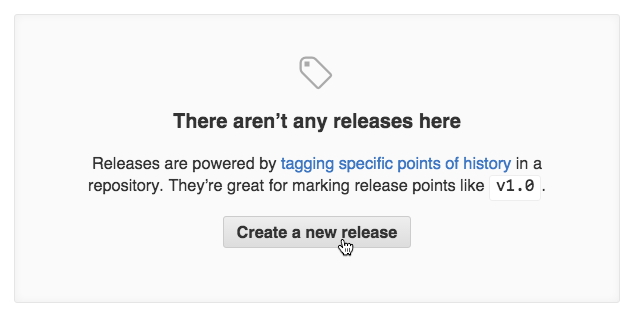 There aren’t any releases here
Releases are powered by tagging specific points of history in a
repository. They’re great for marking release points like v1.0 .
Create a new release